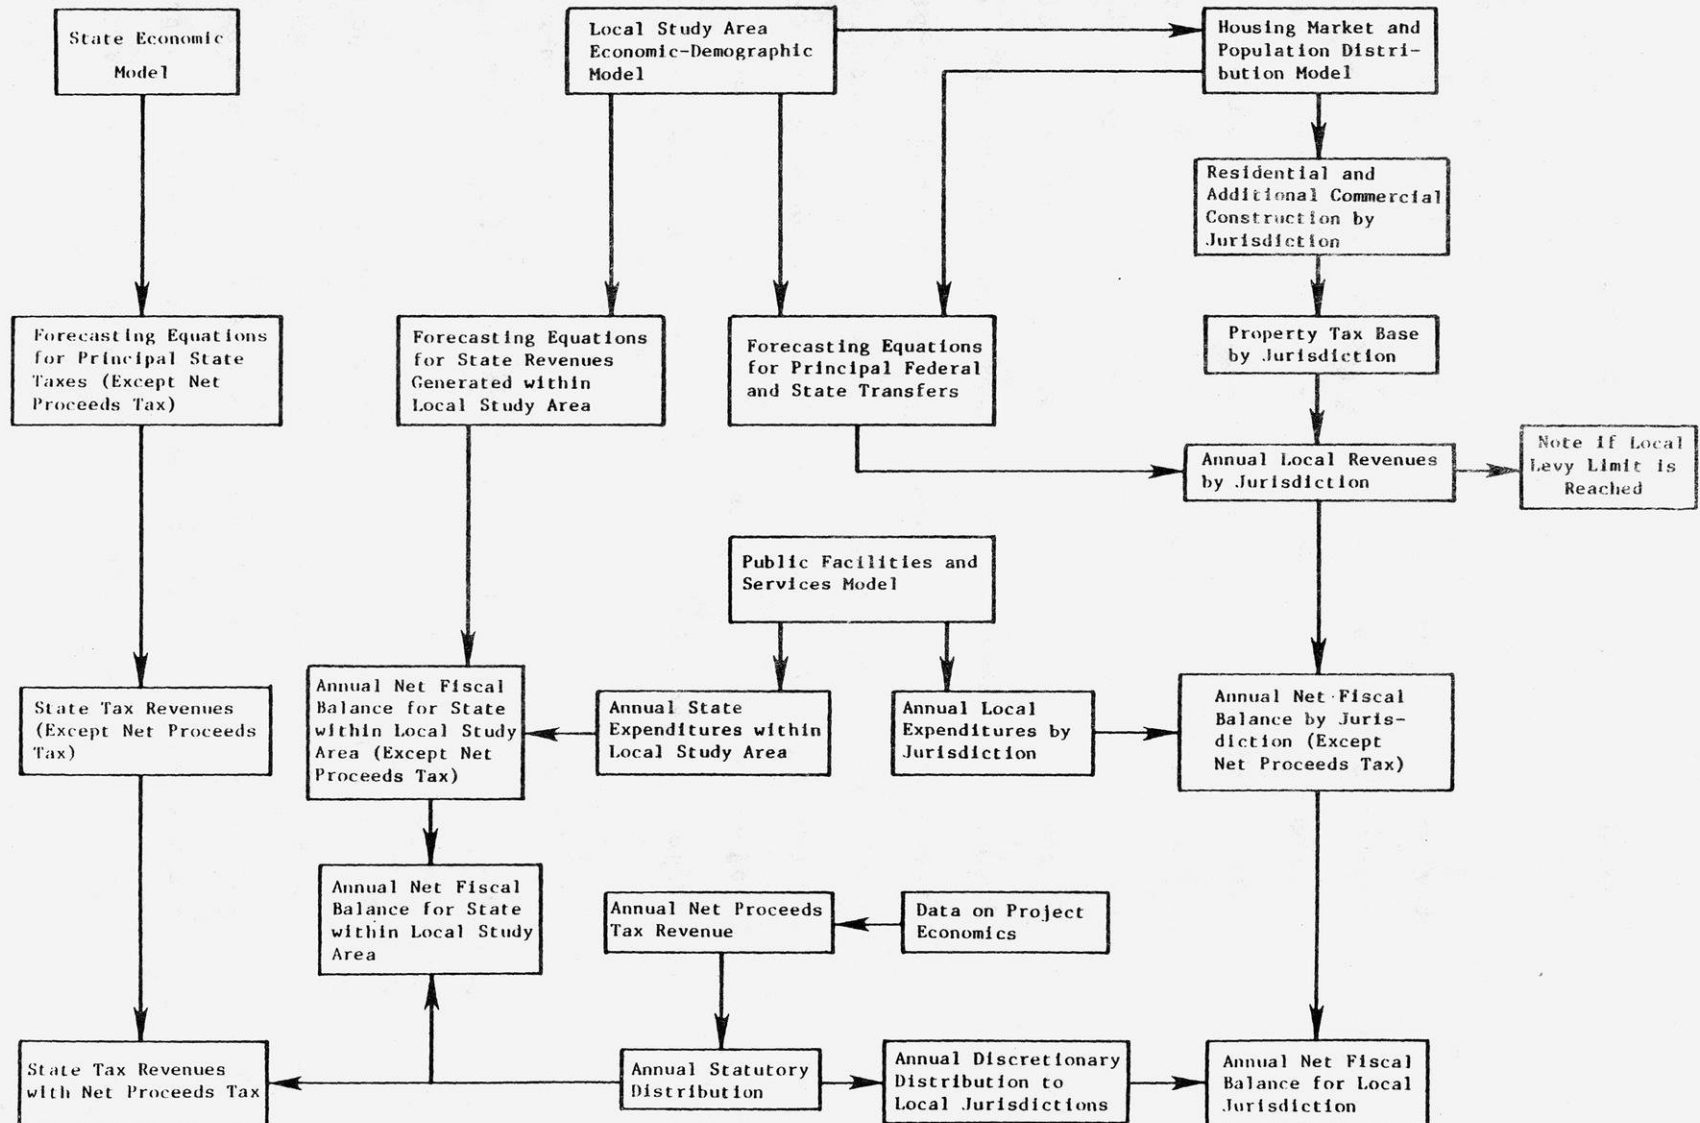 State Economic
Model
Local Study Area
Economic-Demographic
Model
Housing Market and
Population Distri-
bution Model
Residential and
Additional Commercial
Construction by
Jurisdiction
Forecasting Equations
for Principal State
Taxes (Except Net
Proceeds Tax)
Forecasting Equations
for State Revenues
Generated within
Local Study Area
Forecasting Equations
for Principal Federal
and State Transfers
Property Tax Base
by Jurisdiction
Annual Local Revenues
by Jurisdiction
Note if Local
Levy Limit is
Reached
Public Facilities and
Services Model
State Tax Revenues
(Except Net Proceeds
Tax)
Annual Net Fiscal
Balance for State
within Local Study
Area (Except Net
Proceeds Tax)
Annual State
Expenditures within
Local Study Area
Annual Local
Expenditures by
Jurisdiction
Annual Net Fiscal
Balance by Juris-
diction (Except
Net Proceeds Tax)
Annual Net Fiscal
Balance for State
within Local Study
Area
Annual Net Proceeds
Tax Revenue
Data on Project
Economics
State Tax Revenues
with Net Proceeds Tax
Annual Statutory
Distribution
Annual Discretionary
Distribution to
Local Jurisdictions
Annual Net Fiscal
Balance for Local
Jurisdiction